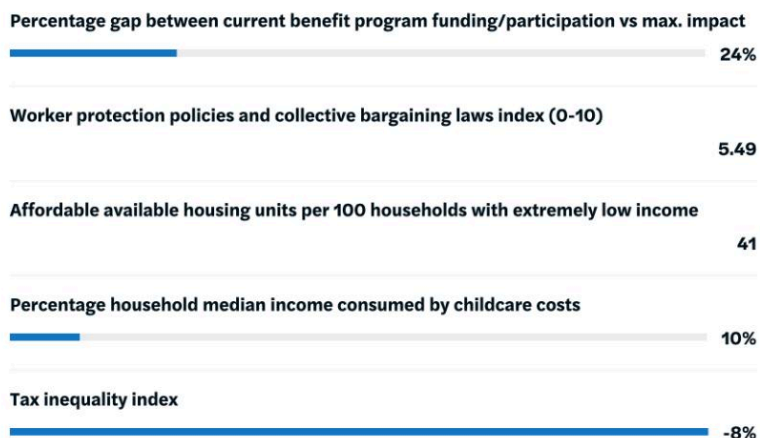 Percentage gap between current benefit program funding/participation vs max. impact
24%
Worker protection policies and collective bargaining laws index (0-10)
5.49
Affordable available housing units per 100 households with extremely low income
41
Percentage household median income consumed by childcare costs
10%
Tax inequality index
-8%